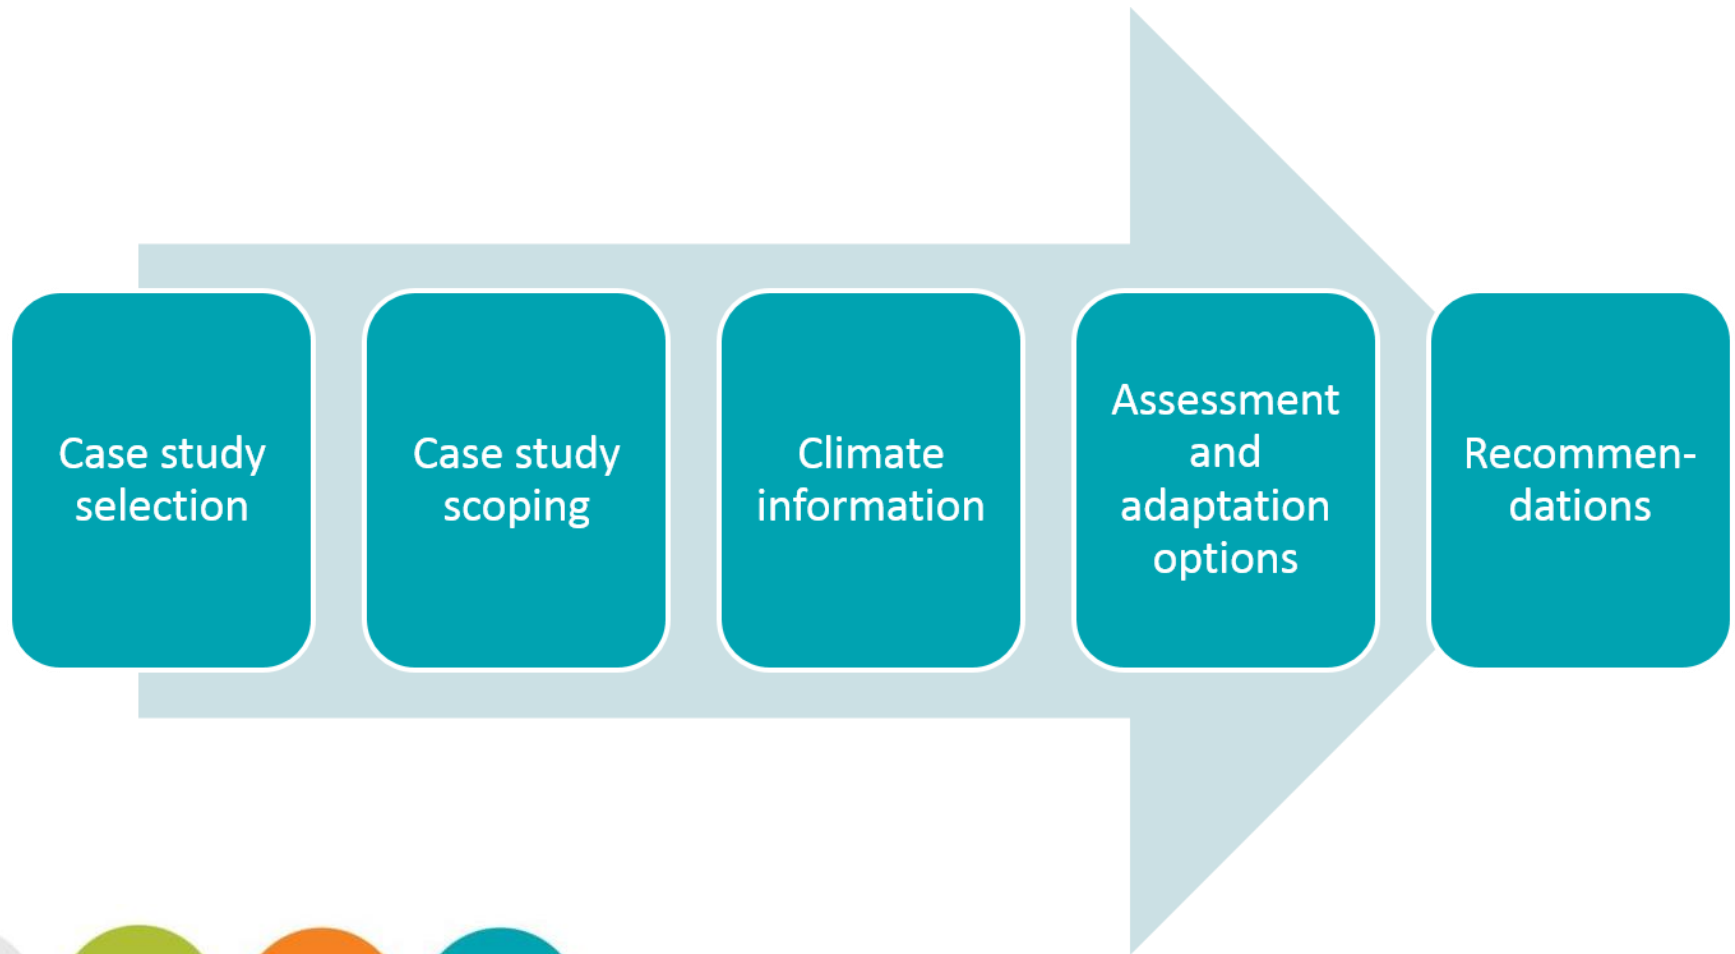 Case study
selection
Case study
scoping
Climate
information
Assessment
and
adaptation
options
Recommen-
dations